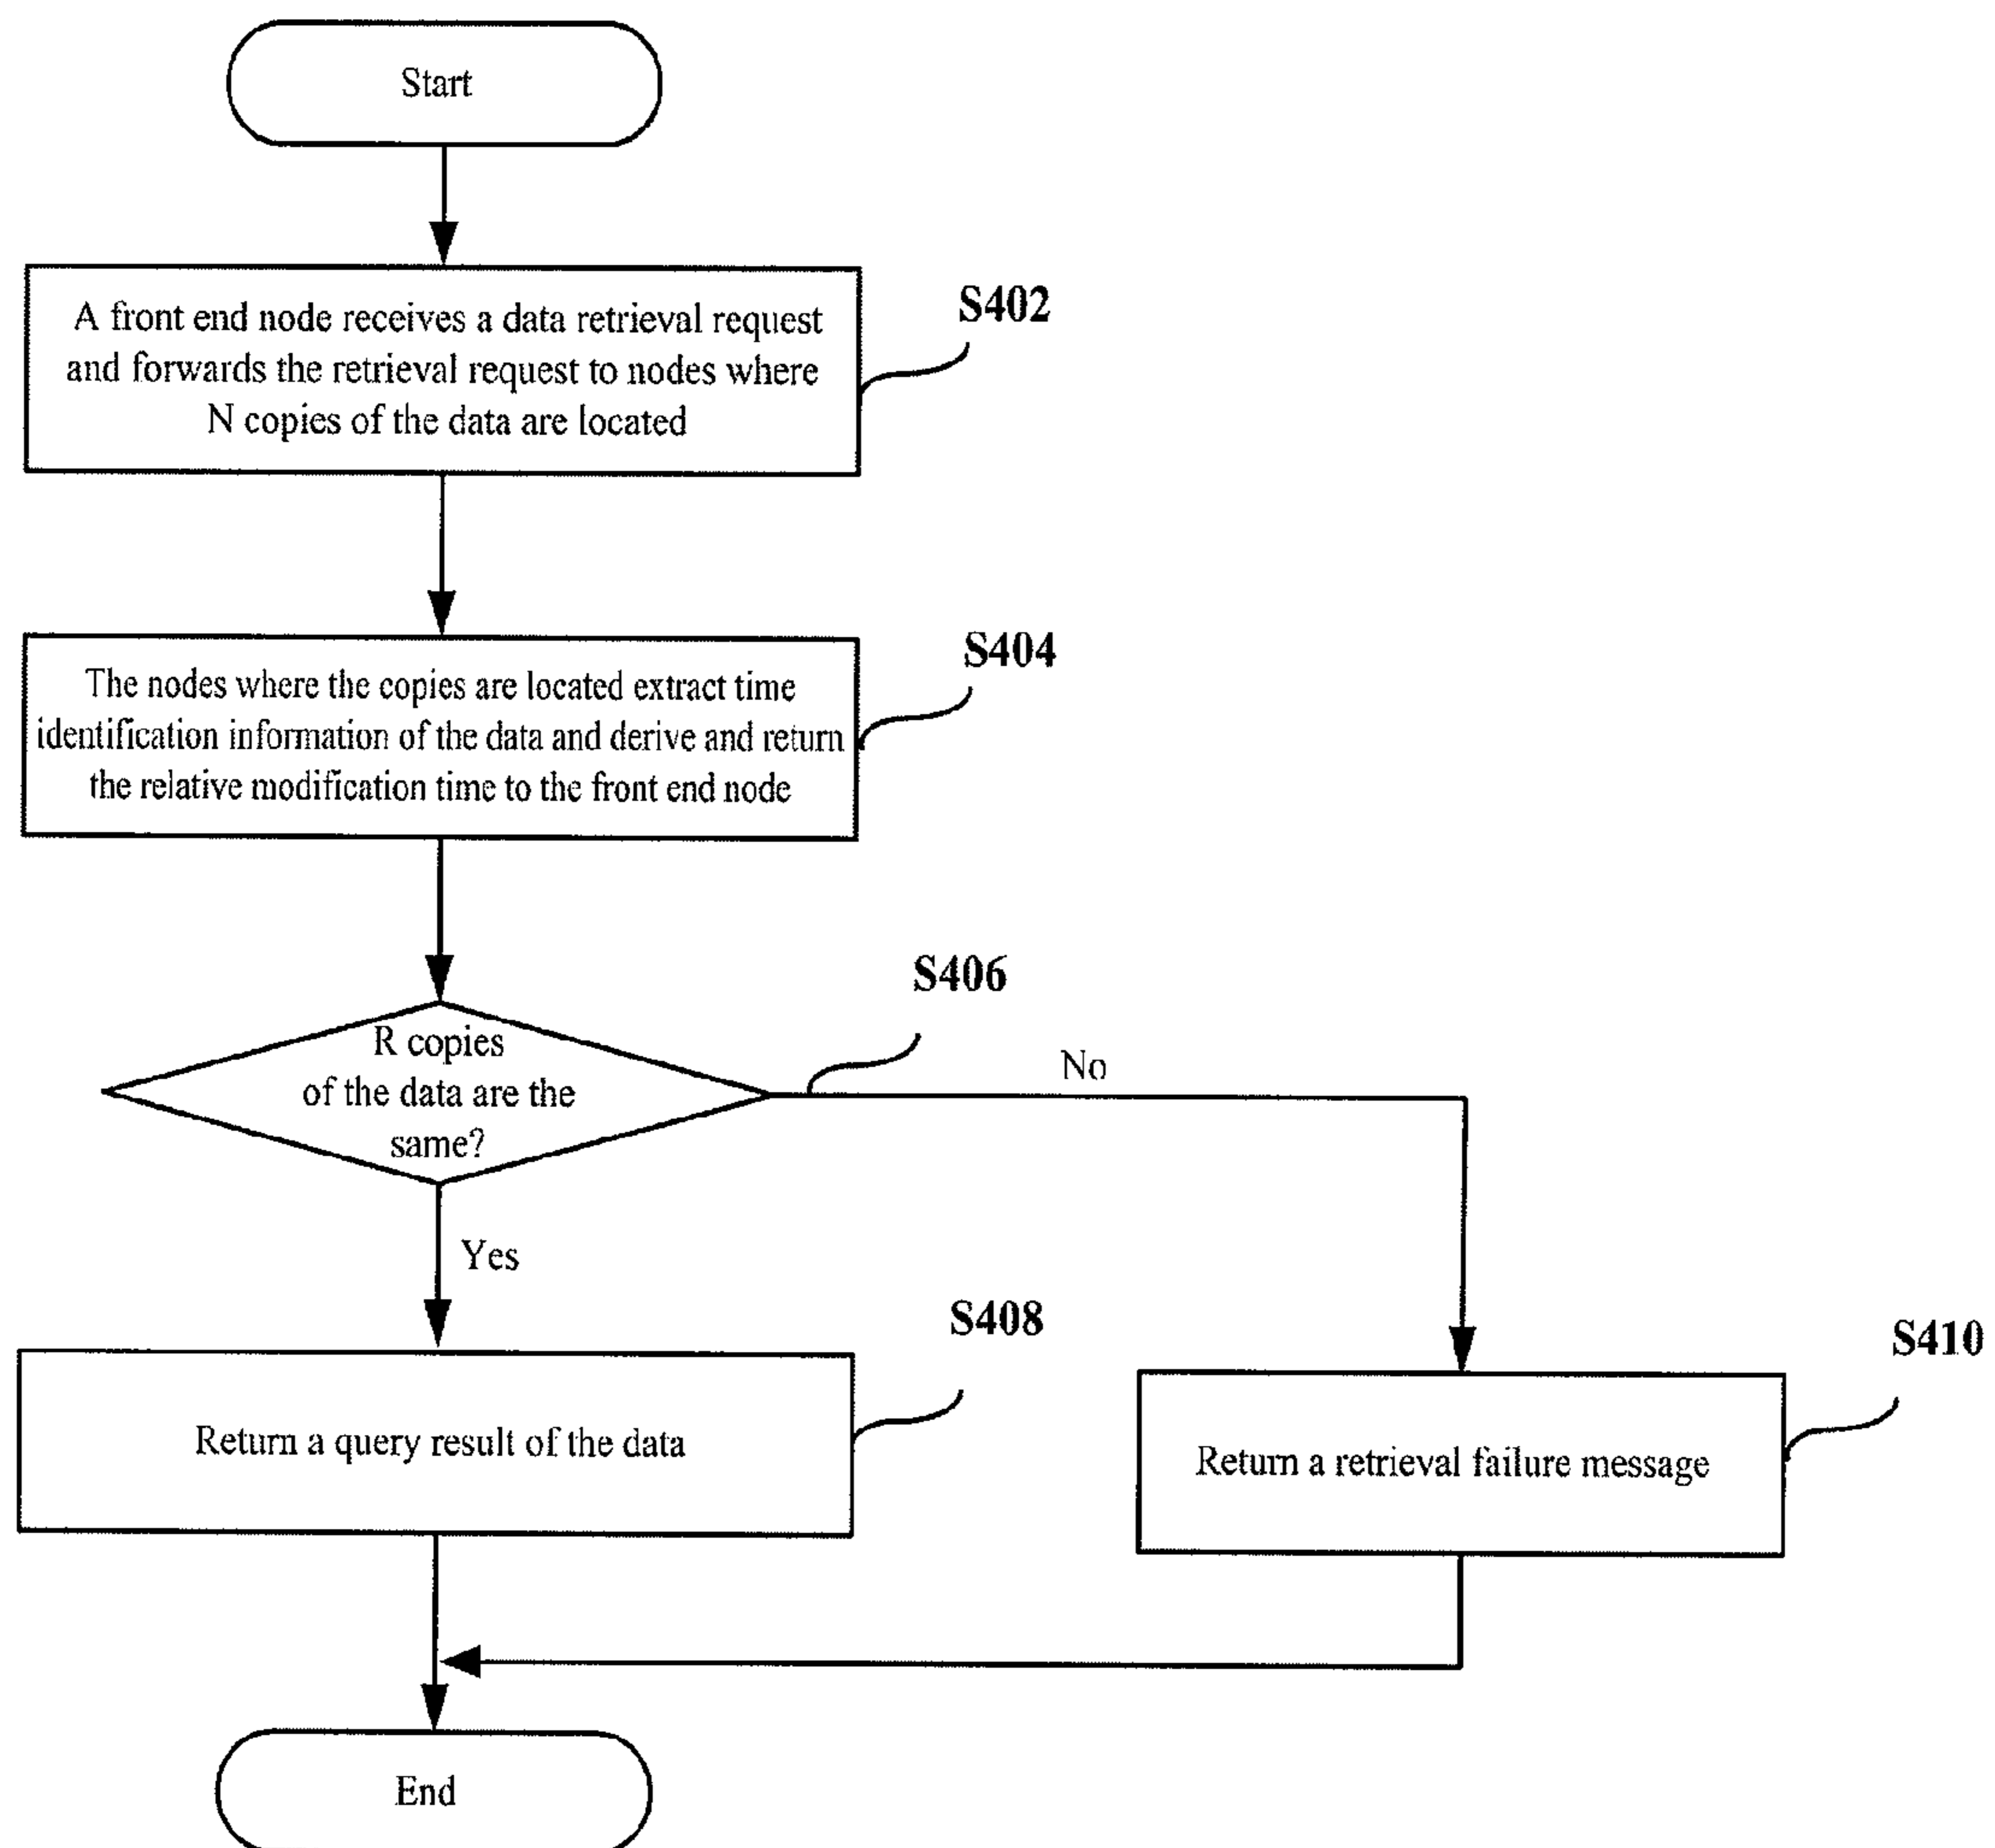 Start
A front end node receives a data retrieval request
and forwards the retrieval request to nodes where
N copies of the data are located
S402
The nodes where the copies are located extract time
identification information of the data and derive and return
the relative modification time to the front end node
S404
R copies
of the data are the
same?
S406
No
Yes
Return a query result of the data
S408
Return a retrieval failure message
S410
End